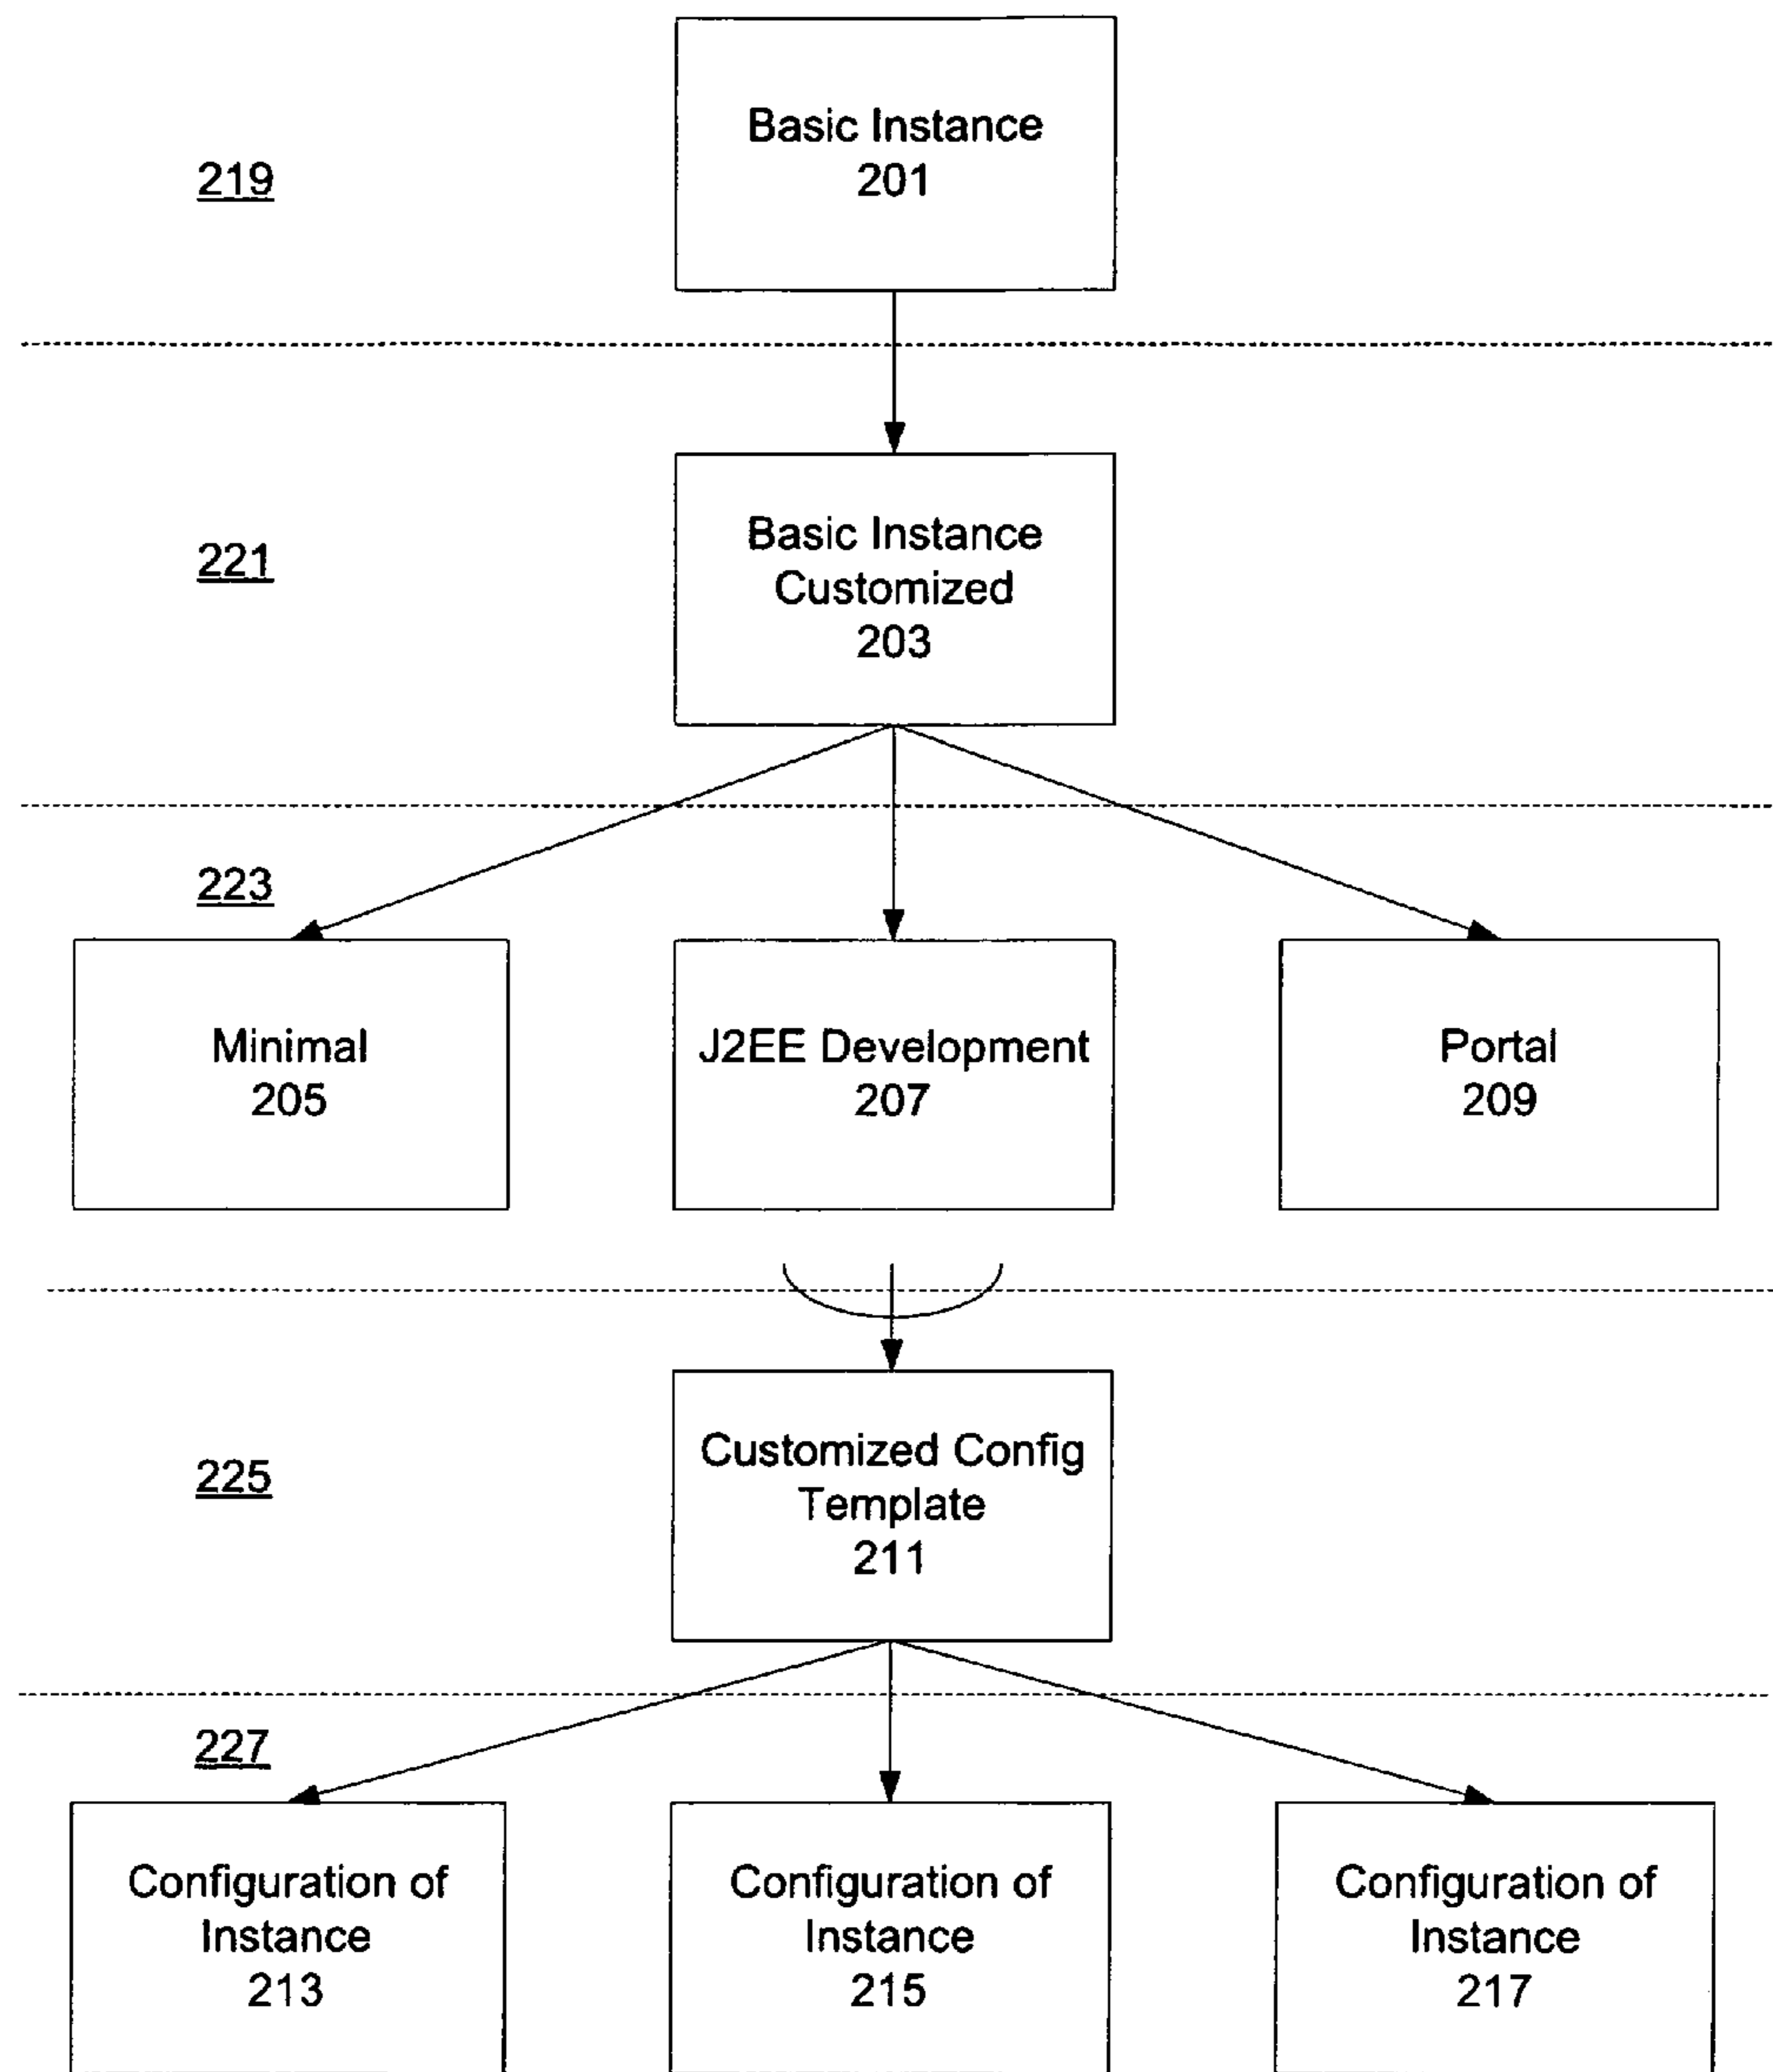 Basic Instance
201
219
221
Basic Instance
Customized
203
223
Minimal
205
J2EE Development
207
Portal
209
225
Customized Config
Template
211
227
Configuration of
Instance
213
Configuration of
Instance
215
Configuration of
Instance
217